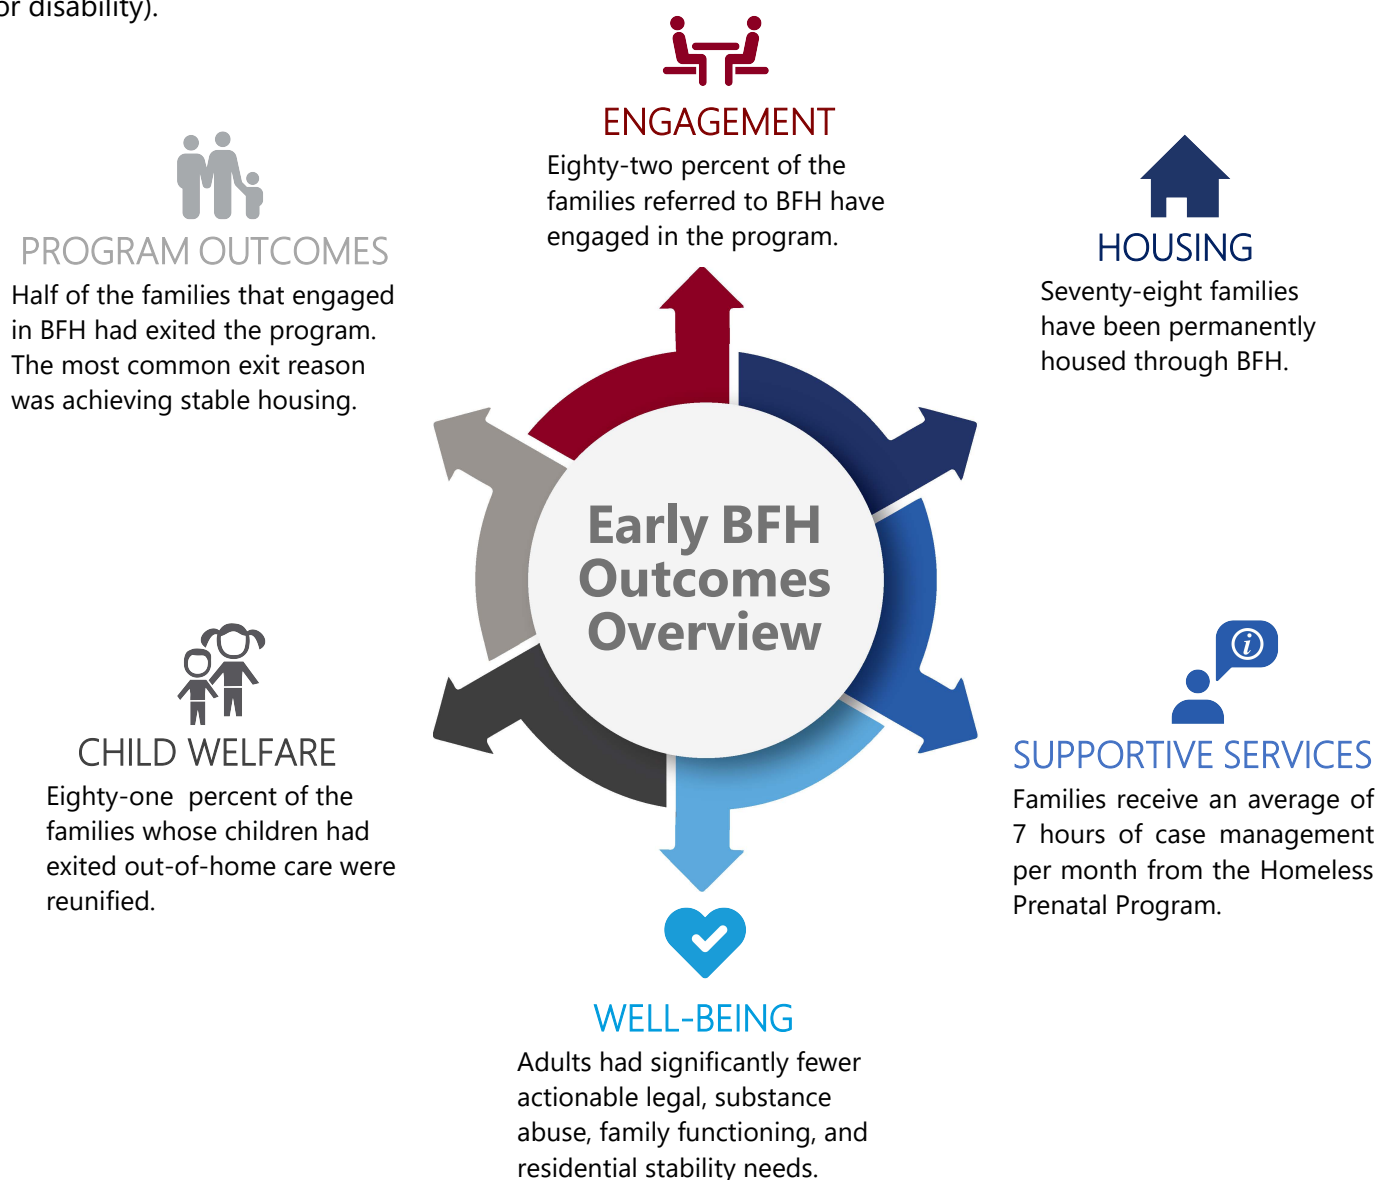 or disability).
ENGAGEMENT
Eighty-two percent of the
families referred to BFH have
engaged in the program.
PROGRAM OUTCOMES
Half of the families that engaged
in BFH had exited the program.
The most common exit reason
was achieving stable housing.
HOUSING
Seventy-eight families
have been permanently
housed through BFH.
Early BFH
Outcomes
Overview
CHILD WELFARE
Eighty-one percent of the
families whose children had
exited out-of-home care were
reunified.
i
SUPPORTIVE SERVICES
Families receive an average of
7 hours of case management
per month from the Homeless
Prenatal Program.
WELL-BEING
Adults had significantly fewer
actionable legal, substance
abuse, family functioning, and
residential stability needs.